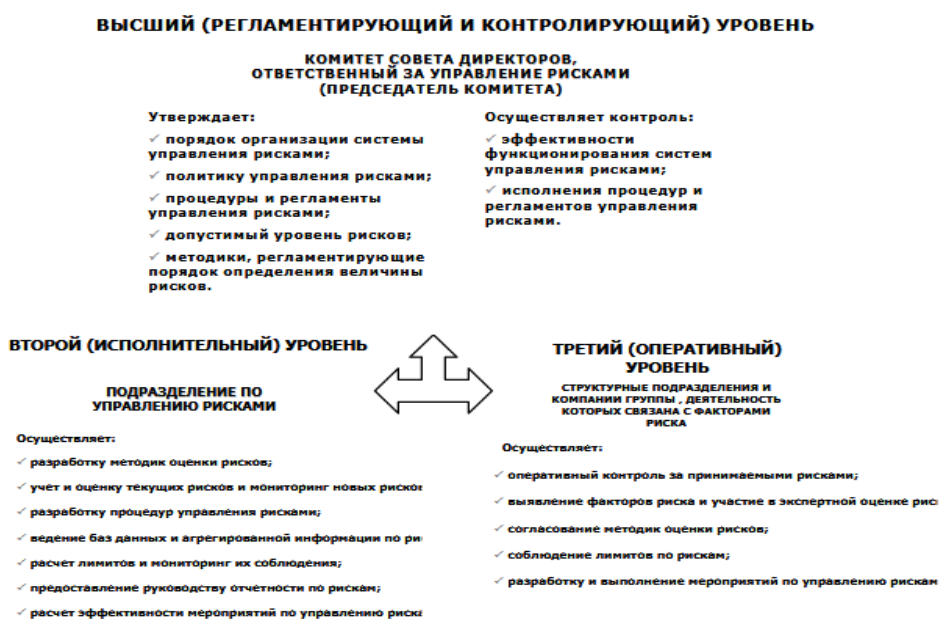 ВЫСШИЙ (РЕГЛАМЕНТИРУЮЩИЙ И КОНТРОЛИРУЮЩИЙ) УРОВЕНЬ
КОМИТЕТ СОВЕТА ДИРЕКТОРОВ,
ОТВЕТСТВЕННЫЙ ЗА УПРАВЛЕНИЕ РИСКАМИ
(ПРЕДСЕДАТЕЛЬ КОМИТЕТА)
Утверждает:
✓ порядок организации системы
управления рисками;
✓ политику управления рисками;
✓ процедуры и регламенты
управления рисками;
✓ допустимый уровень рисков;
✓ методики, регламентирующие
порядок определения величины
рисков.
Осуществляет контроль:
✓ эффективности
функционирования систем
управления рисками;
✓ исполнения процедур и
регламентов управления
рисками.
ВТОРОЙ (ИСПОЛНИТЕЛЬНЫЙ) УРОВЕНЬ
ПОДРАЗДЕЛЕНИЕ ПО
УПРАВЛЕНИЮ РИСКАМИ
Осуществляет:
✓ разработку методик оценки рисков;
✓ учет и оценку текущих рисков и мониторинг новых рисков
✓ разработку процедур управления рисками;
✓ ведение баз данных и агрегированной информации по ри
✓ расчет лимитов и мониторинг их соблюдения;
✓ предоставление руководству отчетности по рискам;
✓ расчет эффективности мероприятий по управлению риска
ТРЕТИЙ (ОПЕРАТИВНЫЙ)
УРОВЕНЬ
СТРУКТУРНЫЕ ПОДРАЗДЕЛЕНИЯ И
КОМПАНИИ ГРУППЫ , ДЕЯТЕЛЬНОСТЬ
КОТОРЫХ СВЯЗАНА С ФАКТОРАМИ
РИСКА
Осуществляет:
✓ оперативный контроль за принимаемыми рисками;
✓ выявление факторов риска и участие в экспертной оценке рис
✓ согласование методик оценки рисков;
✓ соблюдение лимитов по рискам;
✓ разработку и выполнение мероприятий по управлению рискам